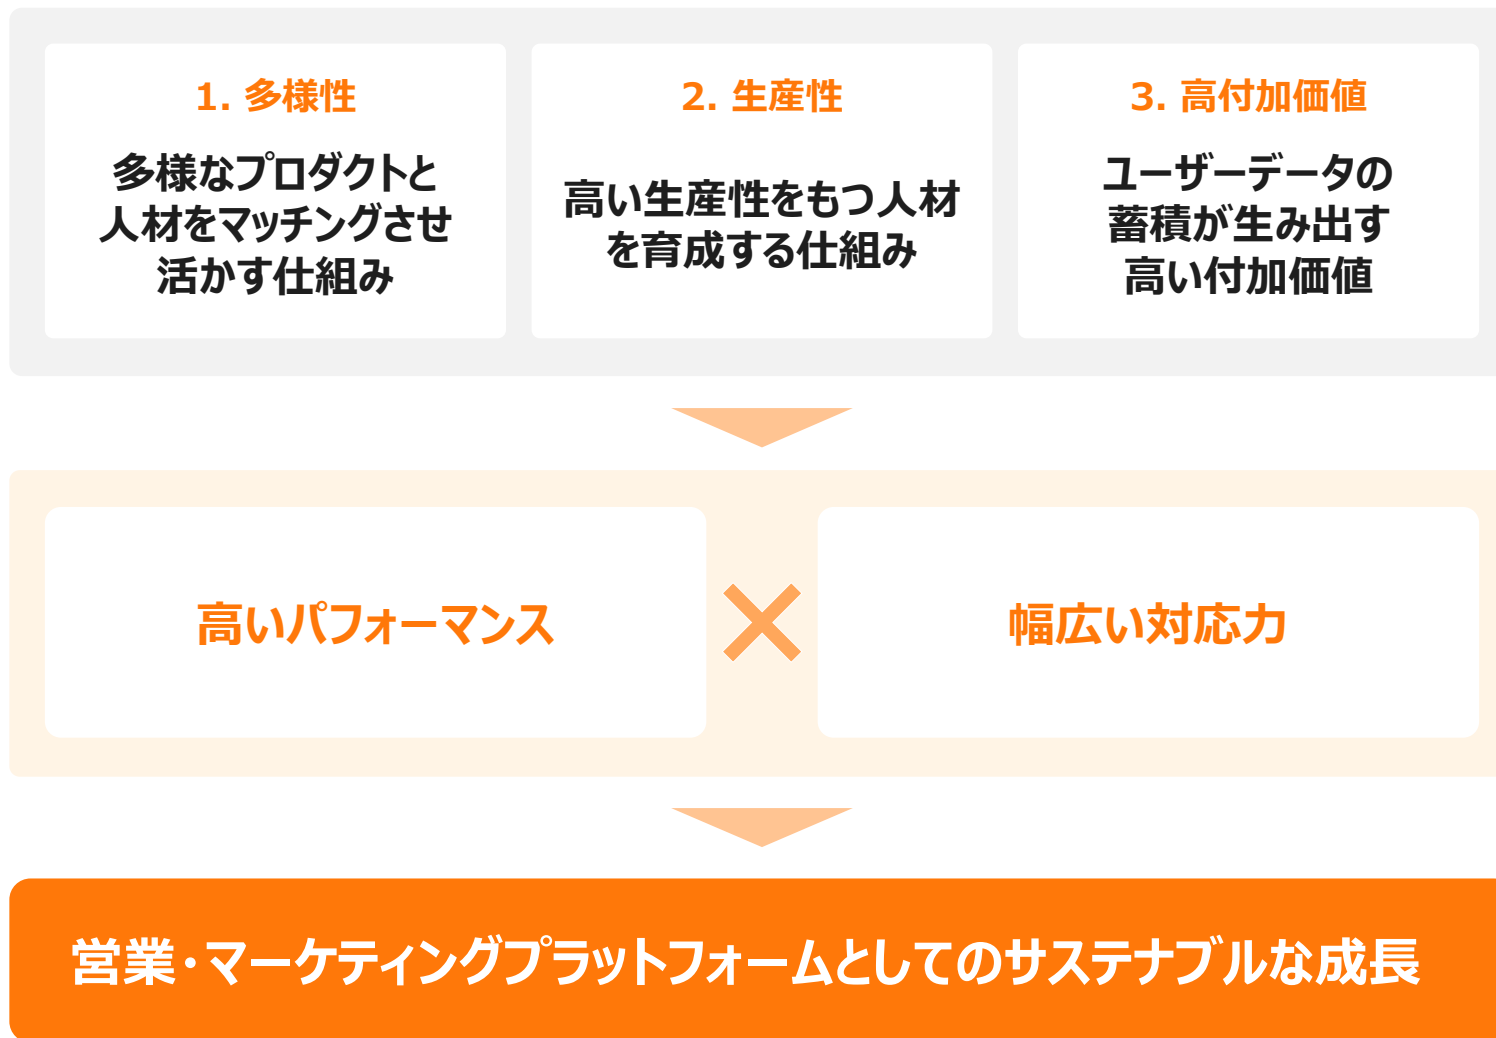 1. 多様性
多様なプロダクトと
人材をマッチングさせ
活かす仕組み
2. 生産性
高い生産性をもつ人材
を育成する仕組み
3. 高付加価値
ユーザーデータの
蓄積が生み出す
高い付加価値
高いパフォーマンス
×
幅広い対応力
営業・マーケティングプラットフォームとしてのサステナブルな成長